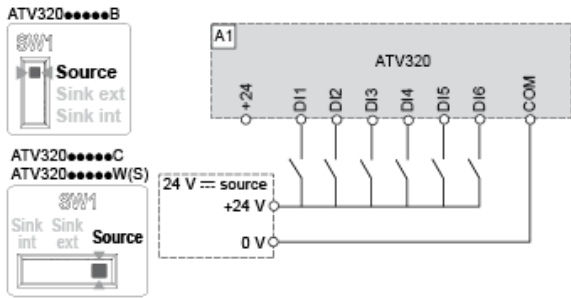 ATV320●●●●●B
SW1
Source
Sink ext
Sink int
ATV320●●●●●C
ATV320●●●●●W(S)
SW1
Sink int
Sink ext
Source
A1
ATV320
+24
DI1
DI2
DI3
DI4
DI5
DI6
COM
24 V ⎓ source
+24 V
0 V